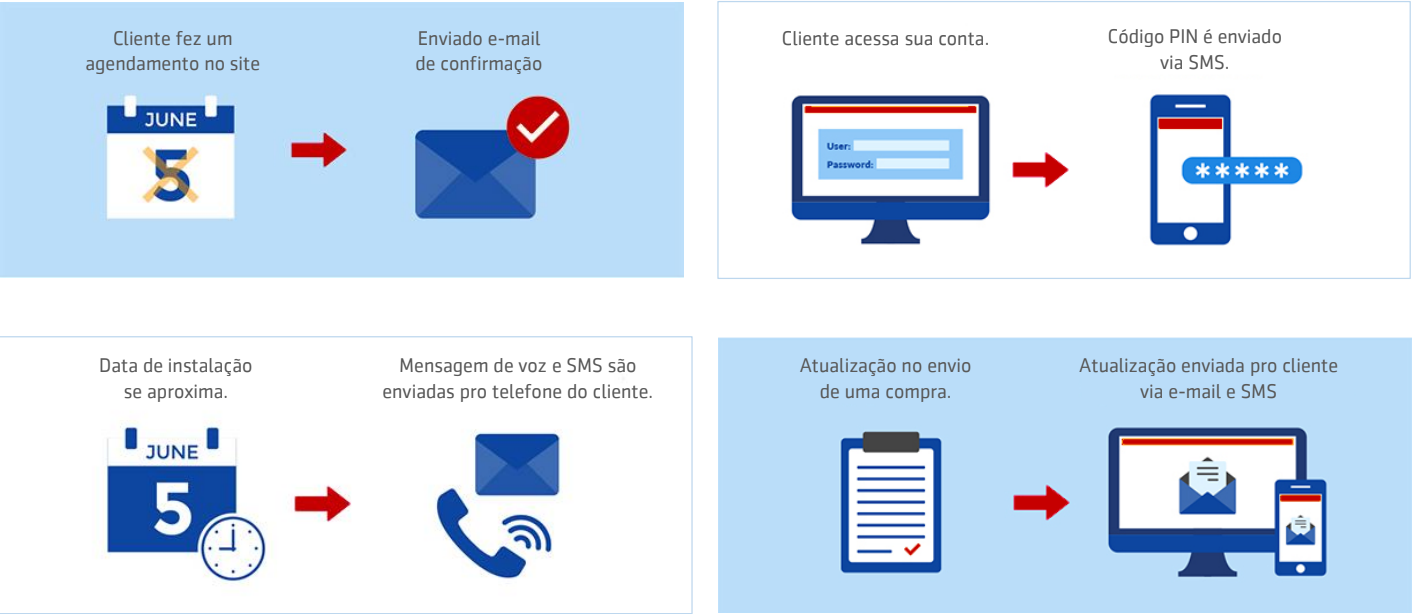 Cliente fez um
agendamento no site
JUNE
5
Enviado e-mail
de confirmação
Cliente acessa sua conta.
User:
Password:
Código PIN é enviado
via SMS.
*****
Data de instalação
se aproxima.
JUNE
5
Mensagem de voz e SMS são
enviadas pro telefone do cliente.
Atualização no envio
de uma compra.
Atualização enviada pro cliente
via e-mail e SMS